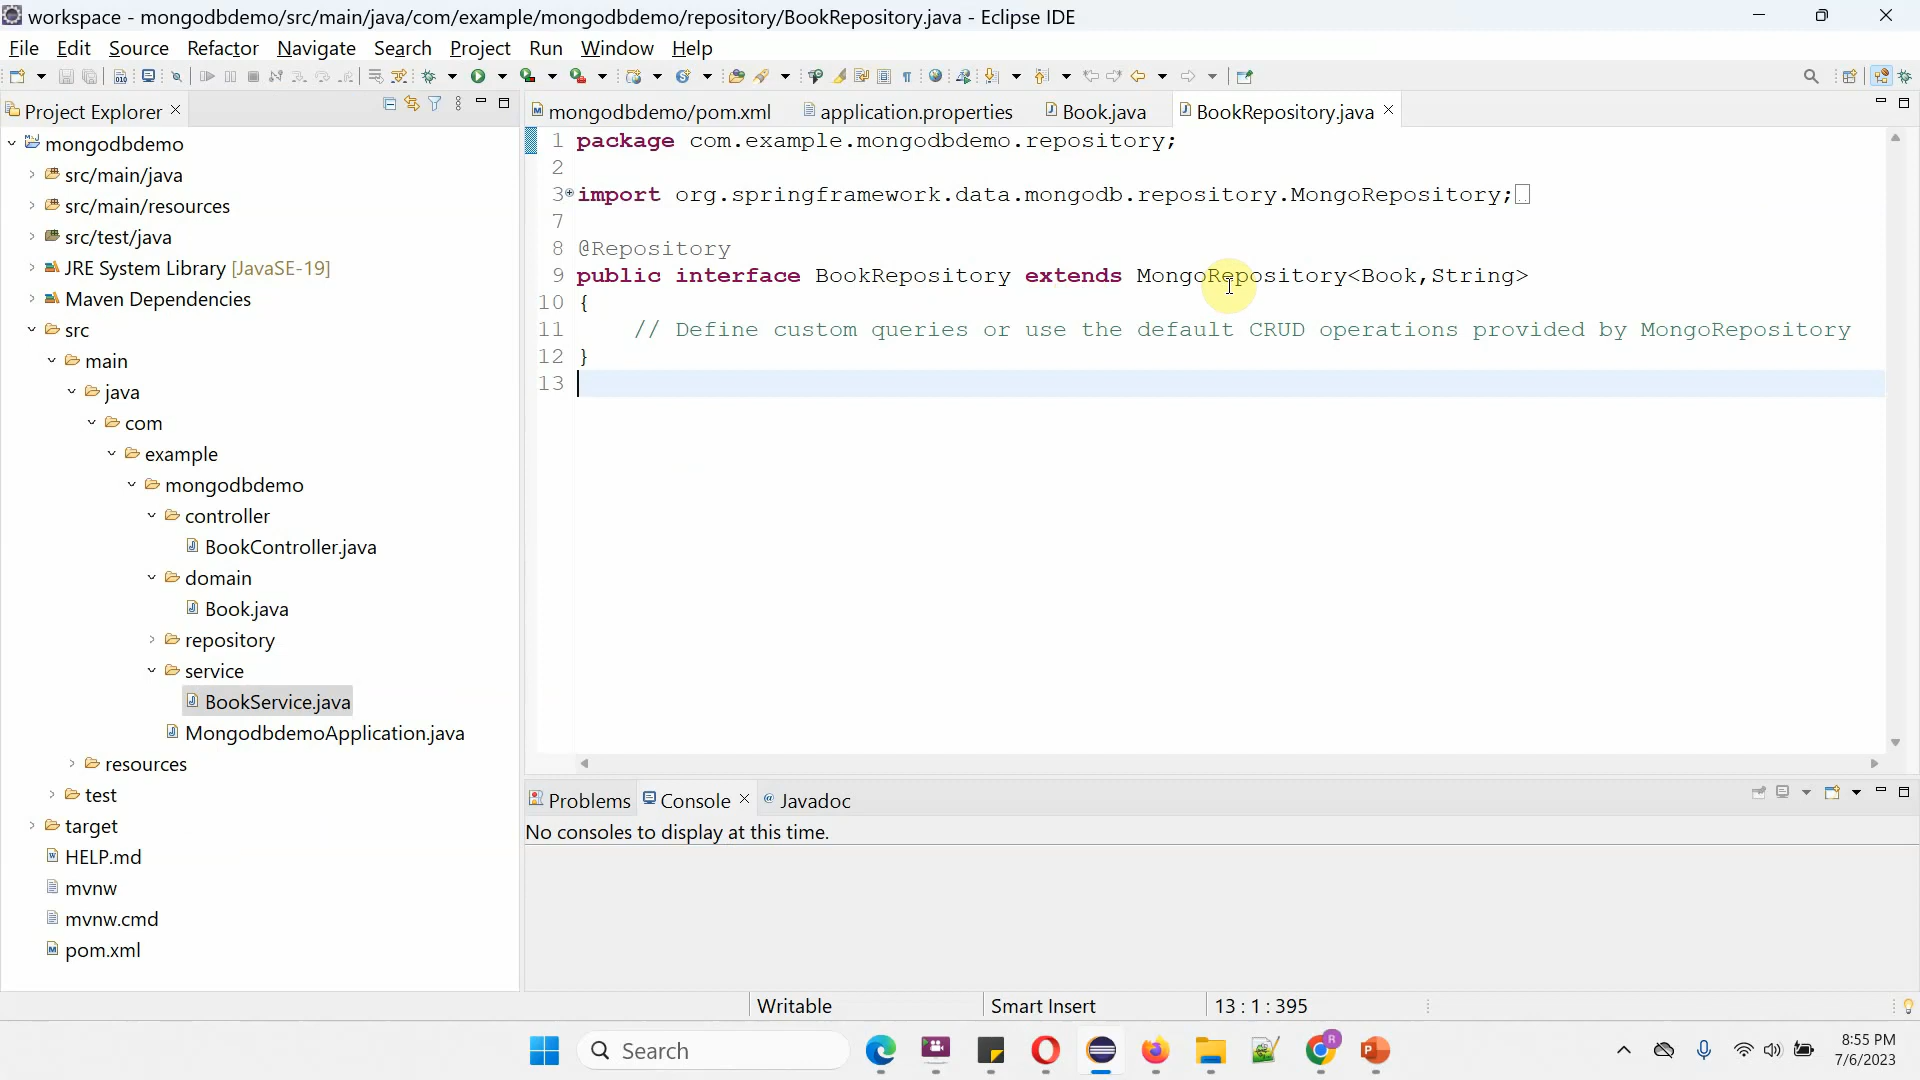 workspace - mongodbdemo/src/main/java/com/example/mongodbdemo/repository/BookRepository.java - Eclipse IDE
File Edit Source Refactor Navigate Search Project Run Window Help
Project Explorer
mongodbdemo
src/main/java
src/main/resources
src/test/java
JRE System Library [JavaSE-19]
Maven Dependencies
src
main
java
com
example
mongodbdemo
controller
BookController.java
domain
Book.java
repository
service
BookService.java
MongodbdemoApplication.java
resources
test
target
HELP.md
mvnw
mvnw.cmd
pom.xml
mongodbdemo/pom.xml application.properties Book.java BookRepository.java
1 package com.example.mongodbdemo.repository;
2
3 import org.springframework.data.mongodb.repository.MongoRepository;
7
8 @Repository
9 public interface BookRepository extends MongoRepository<Book,String>
10 {
11 // Define custom queries or use the default CRUD operations provided by MongoRepository
12 }
13
Problems Console @ Javadoc
No consoles to display at this time.
Writable Smart Insert 13 : 1 : 395
Search
R
P
8:55 PM
7/6/2023